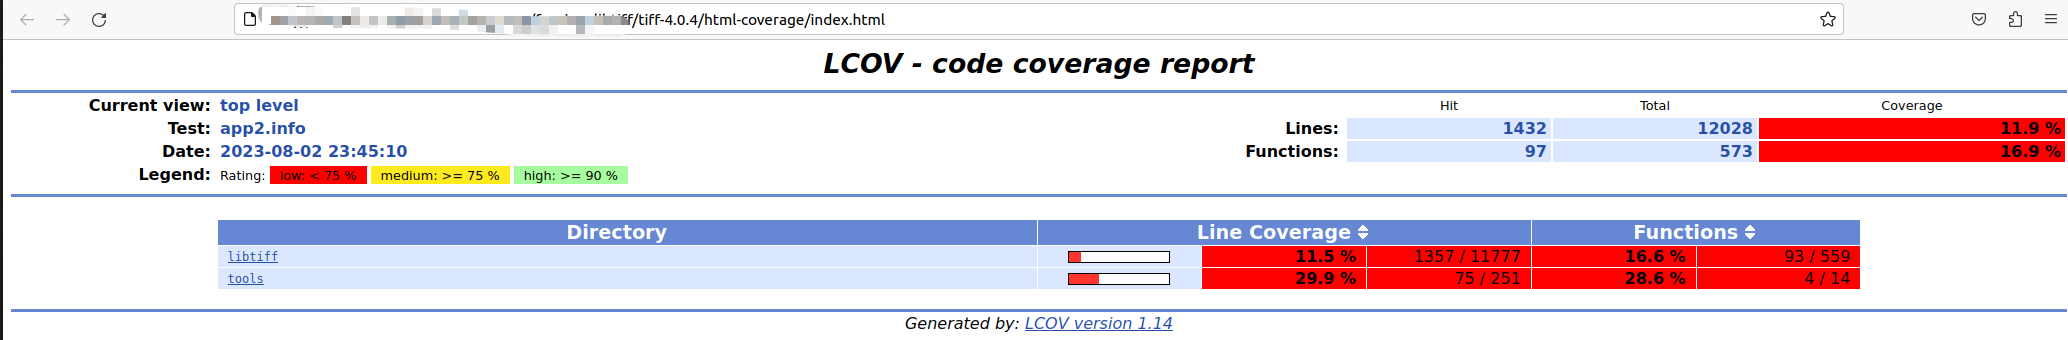 /tiff-4.0.4/html-coverage/index.html
LCOV - code coverage report
Current view: top level
Test: app2.info
Date: 2023-08-02 23:45:10
Legend: Rating: low: < 75 % medium: >= 75 % high: >= 90 %
Hit Total Coverage
Lines: 1432 12028 11.9 %
Functions: 97 573 16.9 %
Directory Line Coverage Functions
libtiff 11.5 % 1357 / 11777 16.6 % 93 / 559
tools 29.9 % 75 / 251 28.6 % 4 / 14
Generated by: LCOV version 1.14